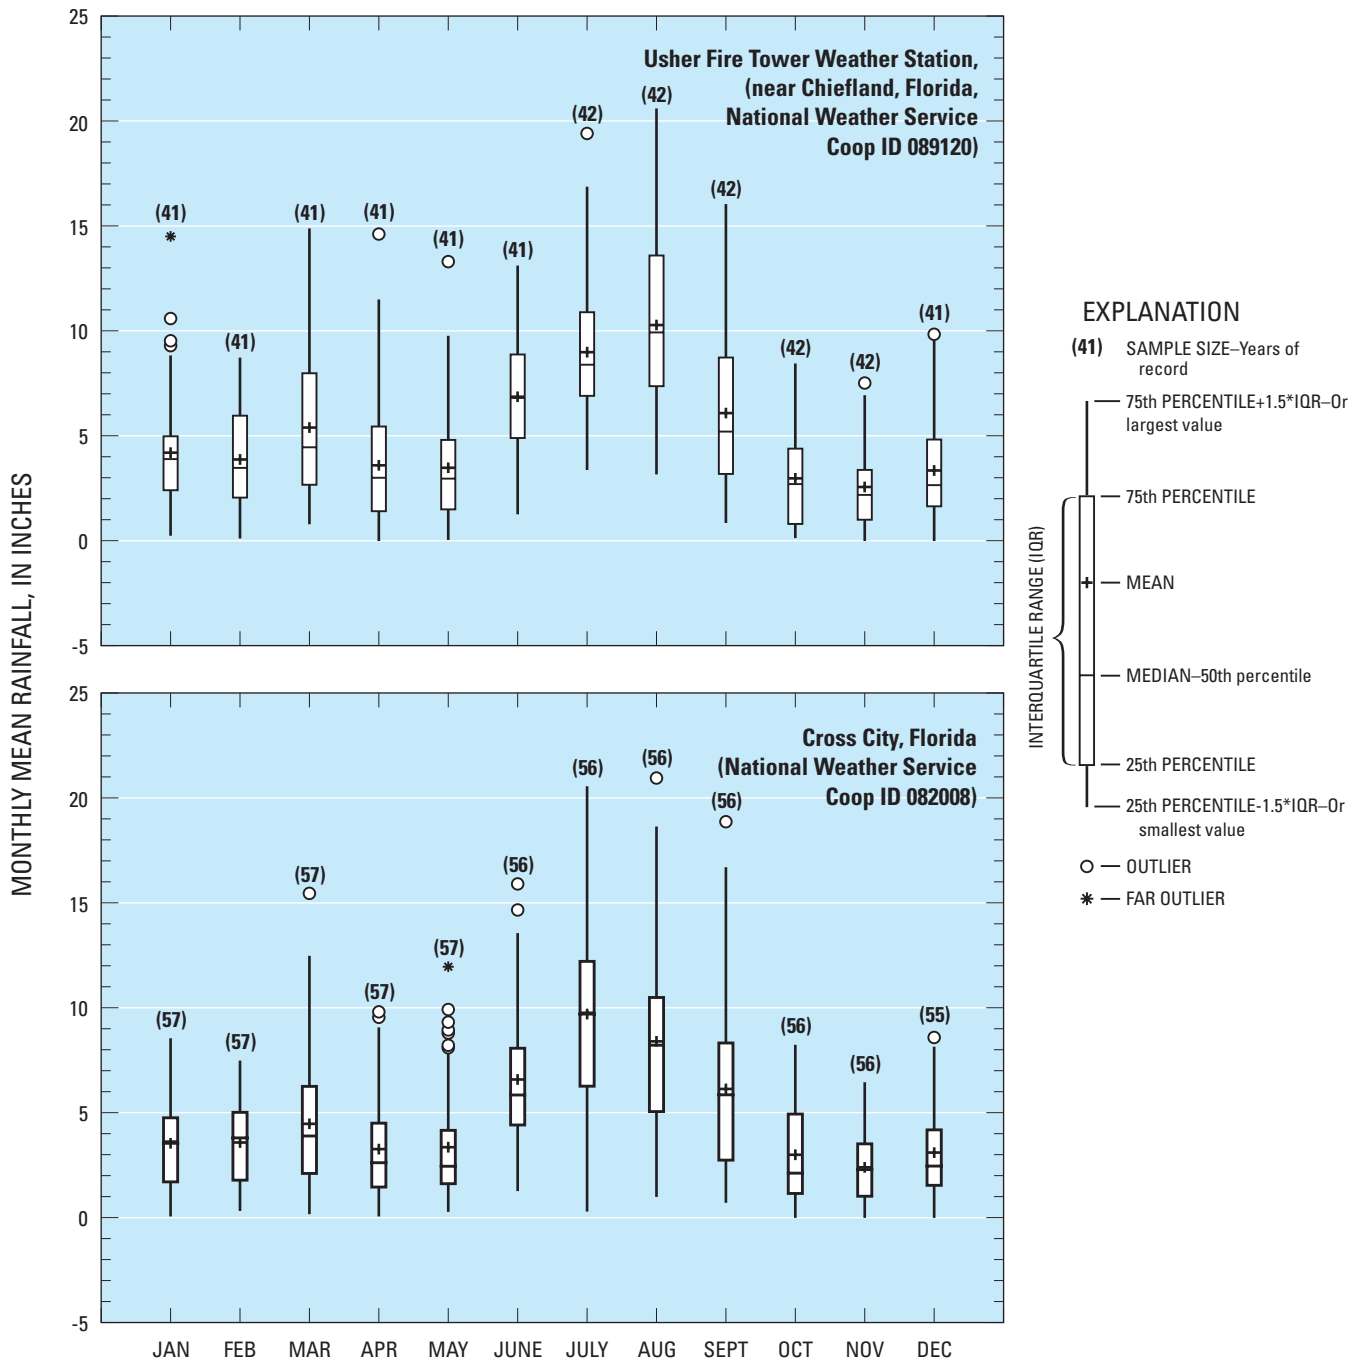 MONTHLY MEAN RAINFALL, IN INCHES
25
20
15
10
5
0
-5
Usher Fire Tower Weather Station,
(near Chiefland, Florida,
National Weather Service
Coop ID 089120)
(41)
(41)
(41)
(41)
(41)
(41)
(42)
(42)
(42)
(42)
(42)
(41)
25
20
15
10
5
0
-5
Cross City, Florida
(National Weather Service
Coop ID 082008)
(57)
(57)
(57)
(57)
(57)
(56)
(56)
(56)
(56)
(56)
(56)
(55)
JAN FEB MAR APR MAY JUNE JULY AUG SEPT OCT NOV DEC
EXPLANATION
(41) SAMPLE SIZE–Years of
record
75th PERCENTILE+1.5*IQR–Or
largest value
75th PERCENTILE
INTERQUARTILE RANGE (IQR)
MEAN
MEDIAN–50th percentile
25th PERCENTILE
25th PERCENTILE-1.5*IQR–Or
smallest value
OUTLIER
FAR OUTLIER